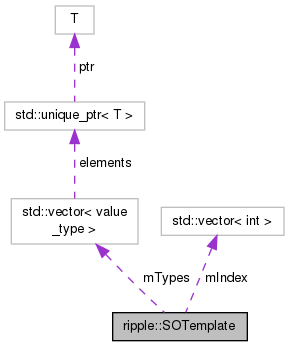 T
ptr
std::unique_ptr< T >
elements
std::vector< value
_type >
std::vector< int >
mTypes
mIndex
ripple::SOTemplate